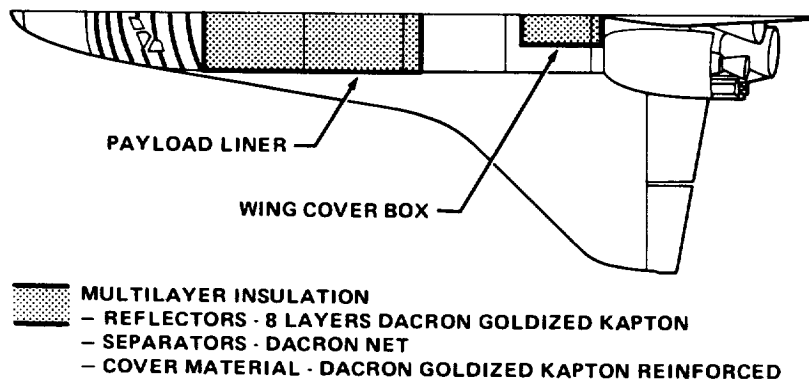 PAYLOAD LINER
WING COVER BOX
MULTILAYER INSULATION
– REFLECTORS - 8 LAYERS DACRON GOLDIZED KAPTON
– SEPARATORS - DACRON NET
– COVER MATERIAL - DACRON GOLDIZED KAPTON REINFORCED